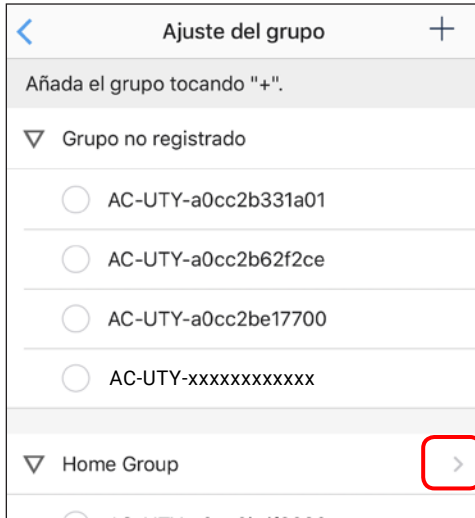 Ajuste del grupo
Añada el grupo tocando "+".
Grupo no registrado
AC-UTY-a0cc2b331a01
AC-UTY-a0cc2b62f2ce
AC-UTY-a0cc2be17700
AC-UTY-xxxxxxxxxxxx
Home Group